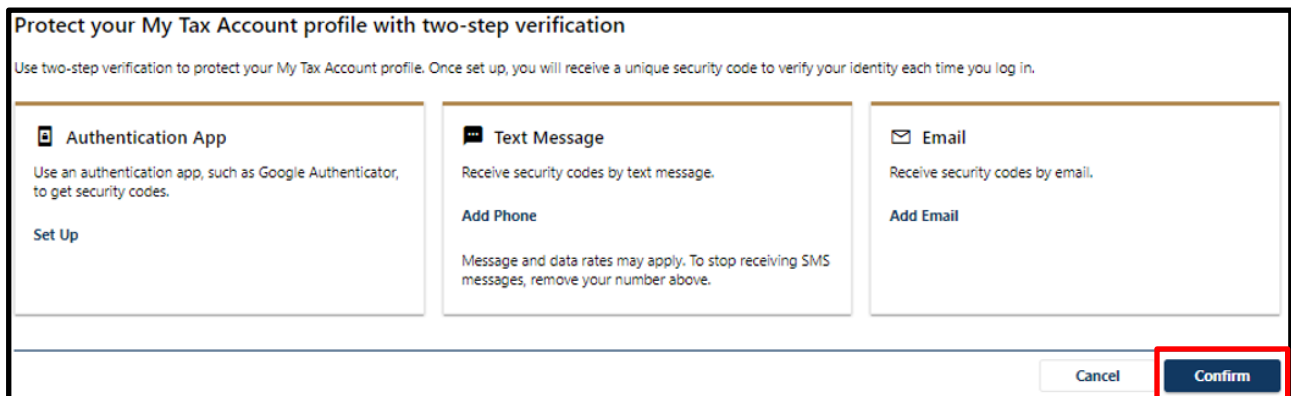 Protect your My Tax Account profile with two-step verification
Use two-step verification to protect your My Tax Account profile. Once set up, you will receive a unique security code to verify your identity each time you log in.
Authentication App
Use an authentication app, such as Google Authenticator,
to get security codes.
Set Up
Text Message
Receive security codes by text message.
Add Phone
Message and data rates may apply. To stop receiving SMS
messages, remove your number above.
Email
Receive security codes by email.
Add Email
Cancel
Confirm